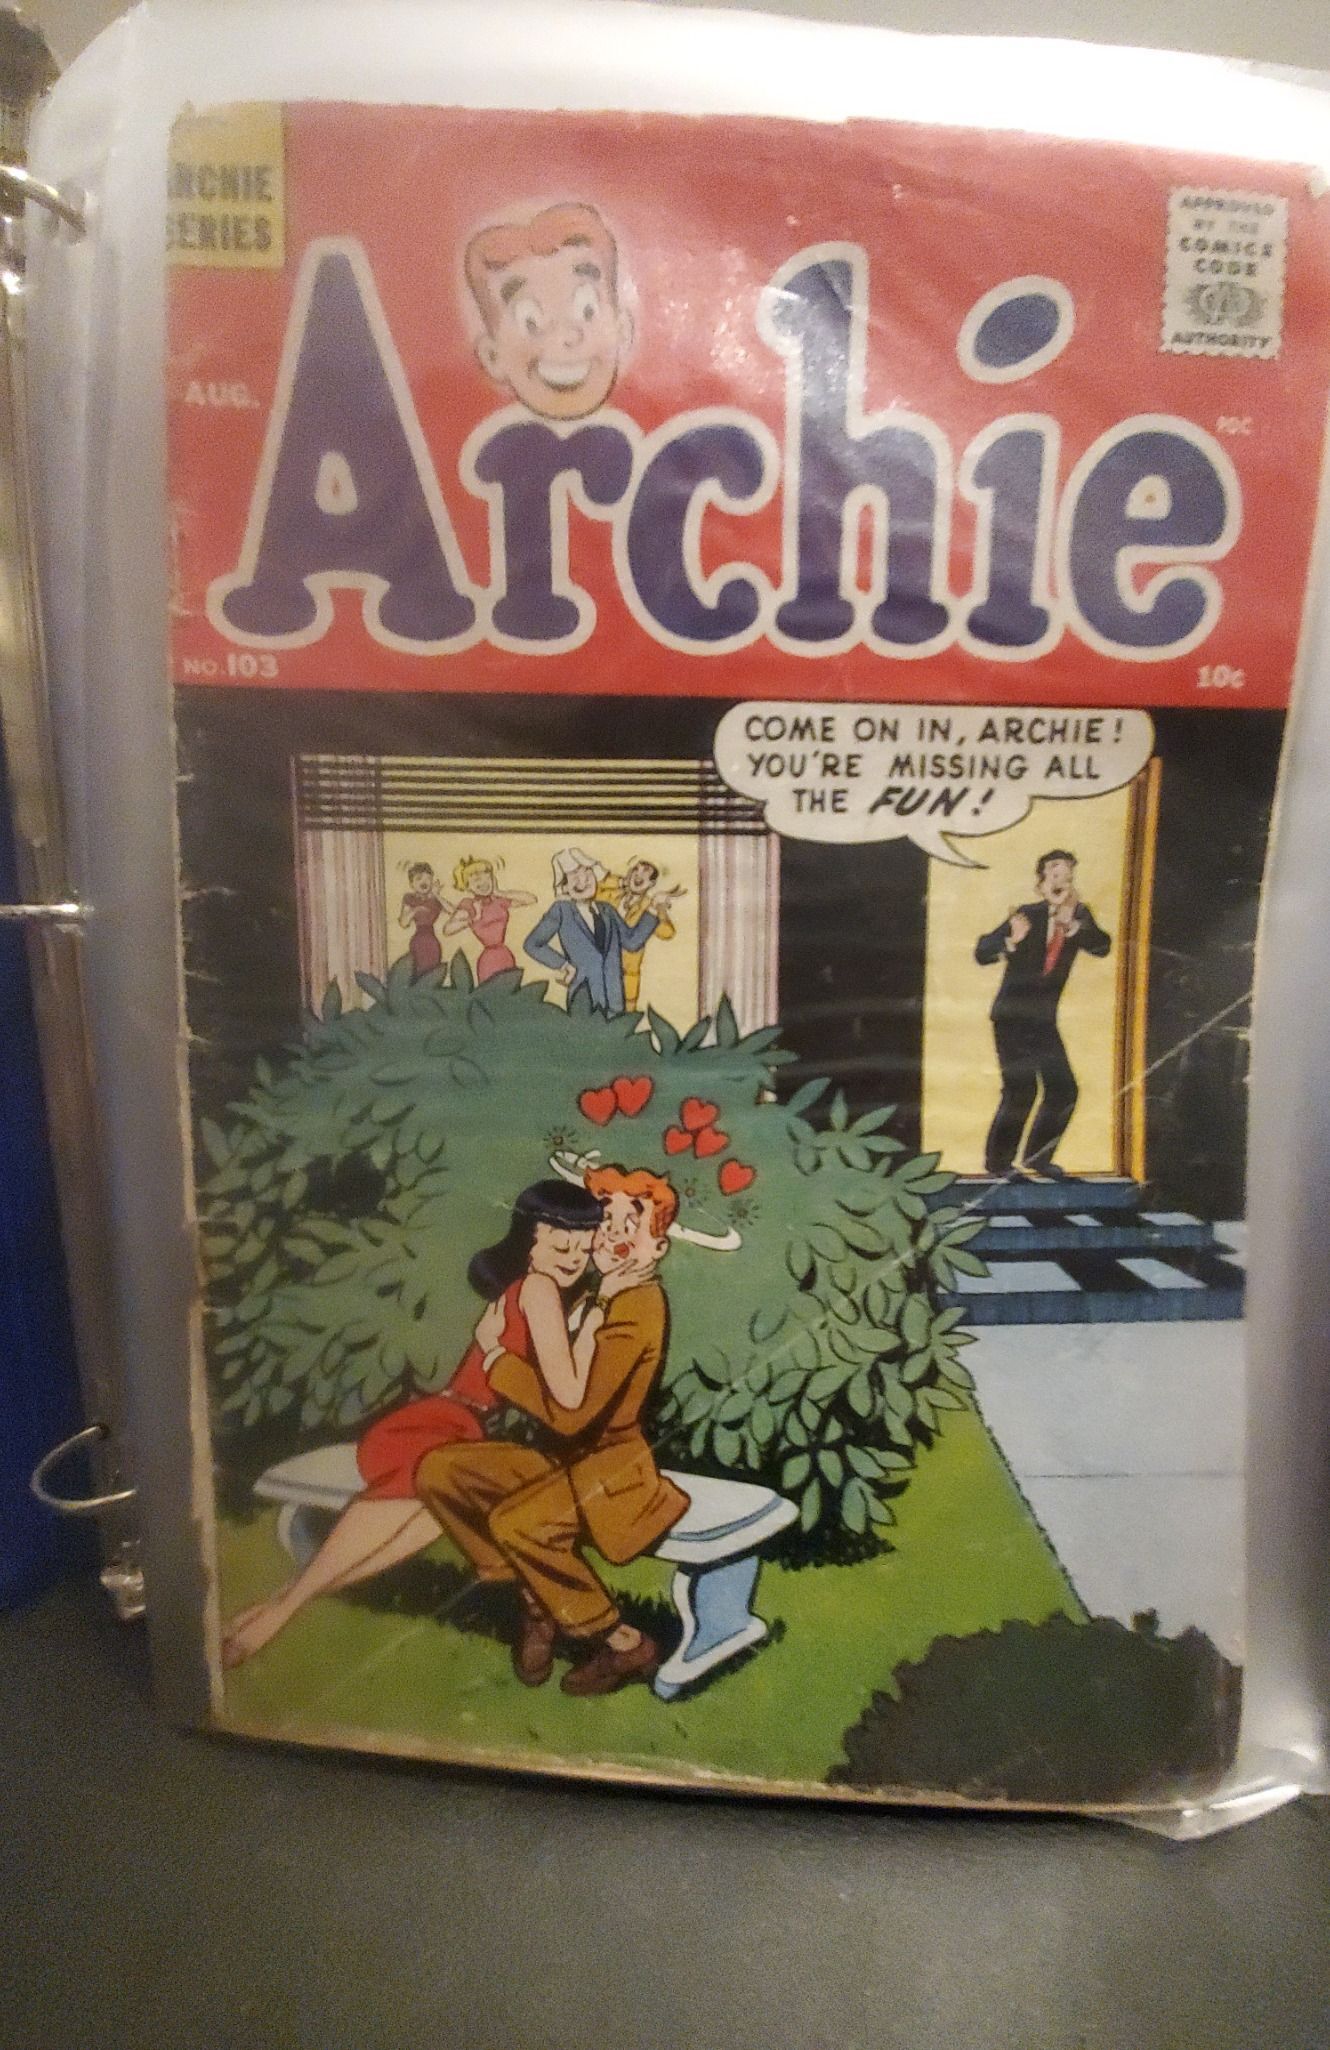 ARCHIE
SERIES
APPROVED
BY THE
COMICS
CODE
AUTHORITY
AUG.
Archie
10¢
NO.103
10¢
COME ON IN, ARCHIE!
YOU'RE MISSING ALL
THE FUN!